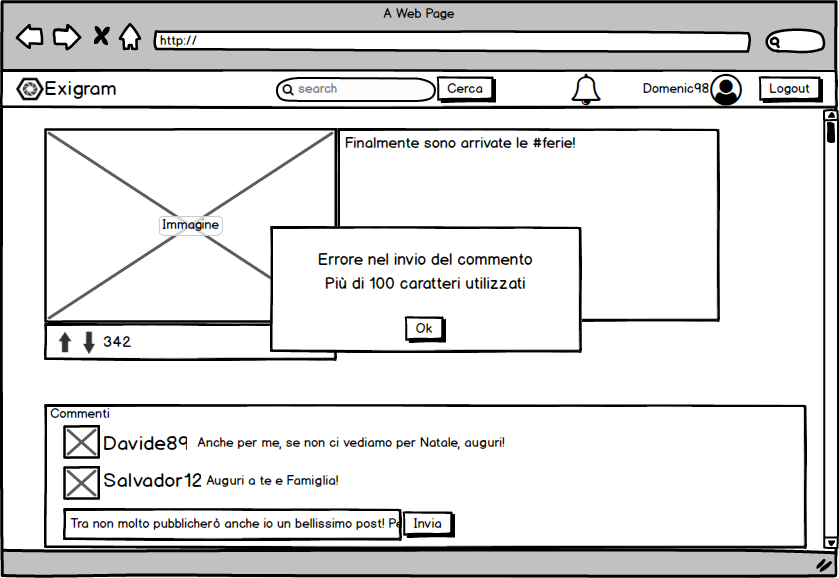 A Web Page
http://
Exigram
search
Cerca
Domenic98
Logout
Immagine
Finalmente sono arrivate le #ferie!
Errore nel invio del commento
Più di 100 caratteri utilizzati
Ok
342
Commenti
Davide89 Anche per me, se non ci vediamo per Natale, auguri!
Salvador12 Auguri a te e Famiglia!
Tra non molto pubblicherò anche io un bellissimo post! Pe
Invia